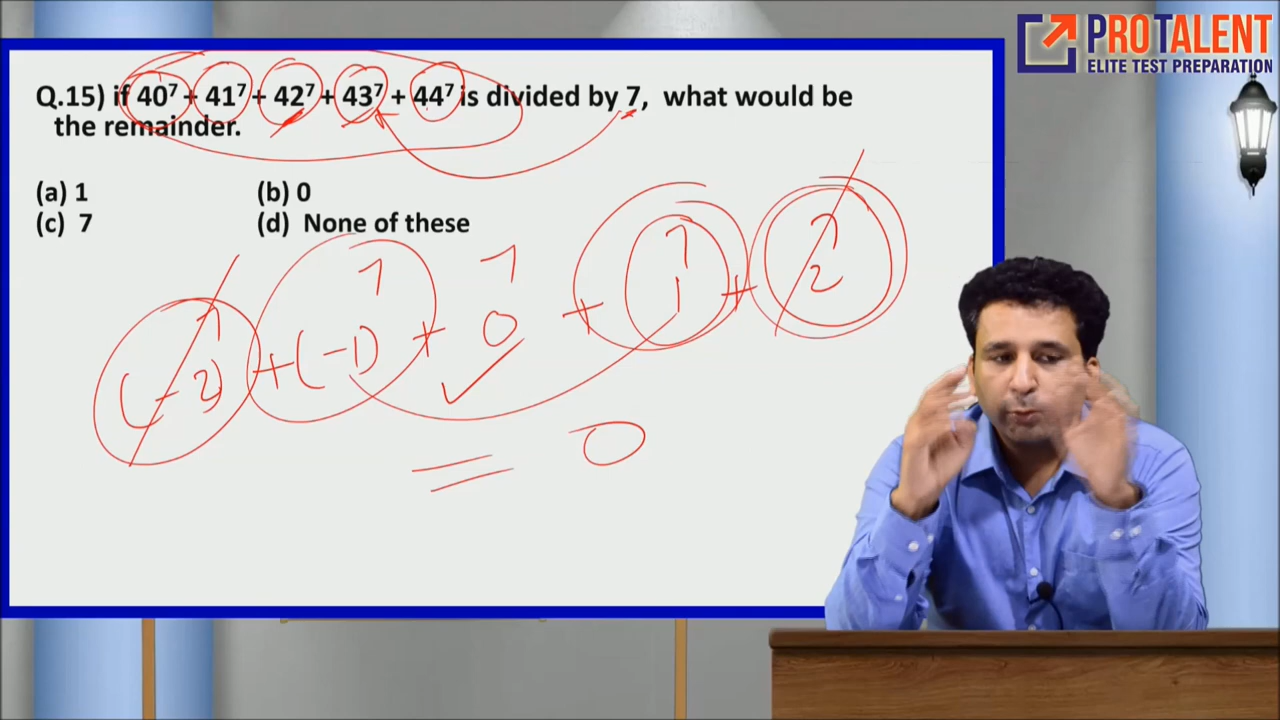 PROTALENT
ELITE TEST PREPARATION
Q.15) if 40⁷ + 41⁷ + 42⁷ + 43⁷ + 44⁷ is divided by 7, what would be
the remainder.
(a) 1 (b) 0
(c) 7 (d) None of these
(-2)⁷ + (-1)⁷ + 0⁷ + 1⁷ + 2⁷
= 0